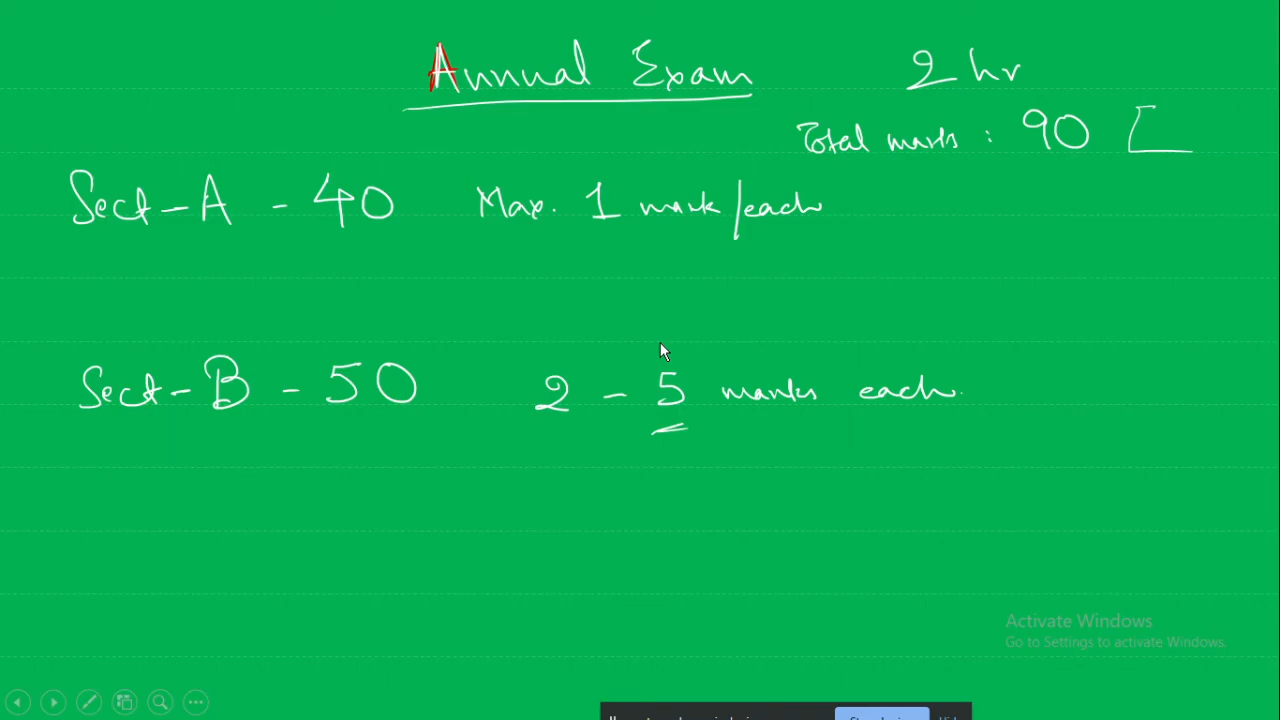 Annual Exam 2 hr
Total marks : 90 [
Sect-A - 40 Max. 1 mark/each
Sect-B - 50 2 - 5 marks each.
Activate Windows
Go to Settings to activate Windows.